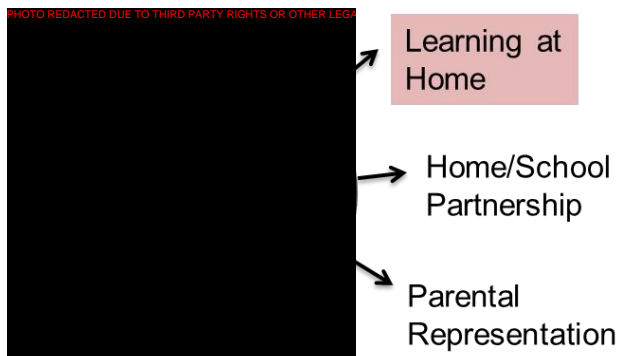 PHOTO REDACTED DUE TO THIRD PARTY RIGHTS OR OTHER LEGA
Learning at
Home
Home/School
Partnership
Parental
Representation